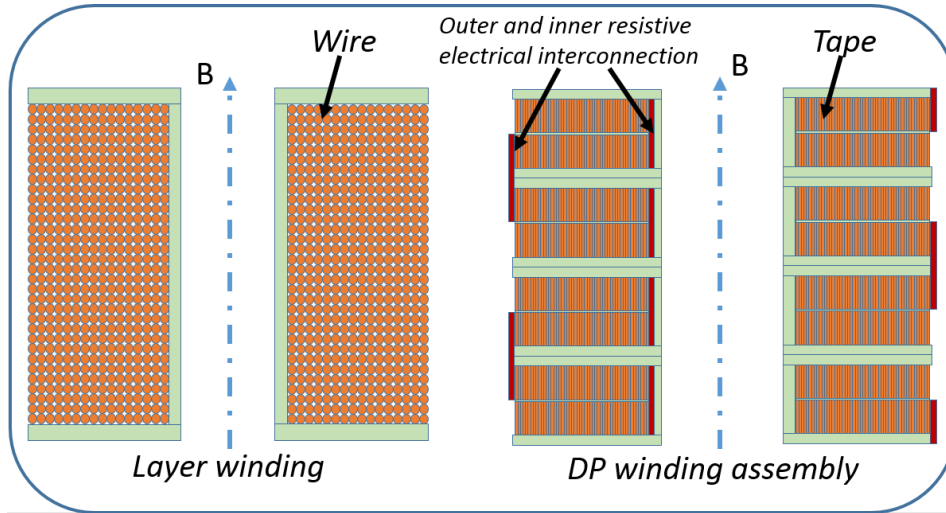 Wire
B
Outer and inner resistive
electrical interconnection
B
Tape
Layer winding
DP winding assembly